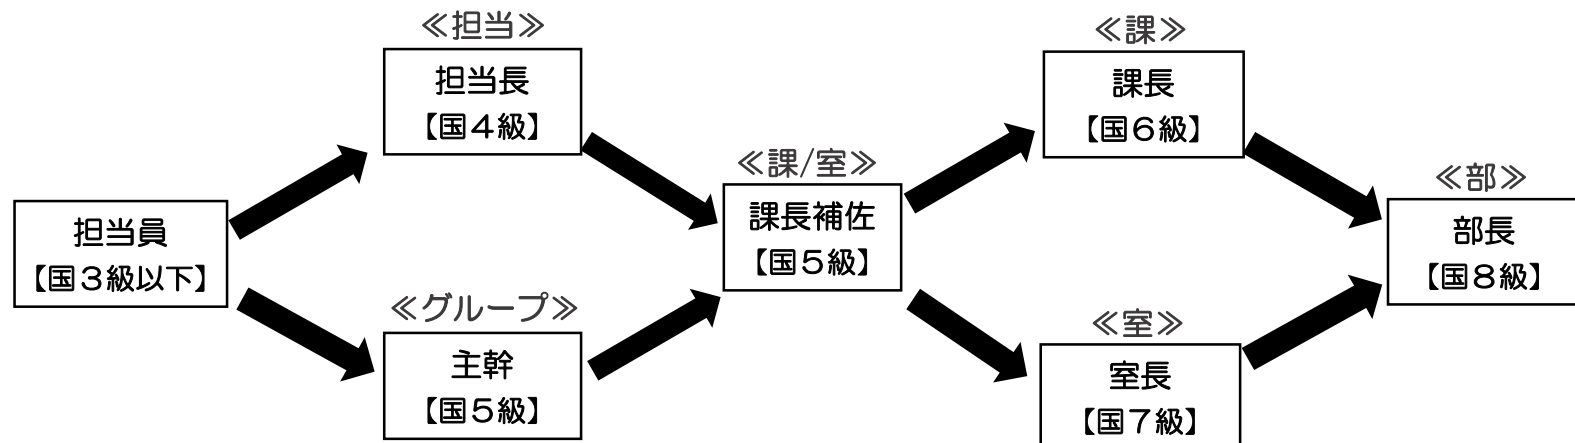 ≪担当≫
担当長
【国４級】
≪課≫
課長
【国６級】
≪課/室≫
課長補佐
【国５級】
≪部≫
部長
【国８級】
担当員
【国３級以下】
≪グループ≫
主幹
【国５級】
≪室≫
室長
【国７級】